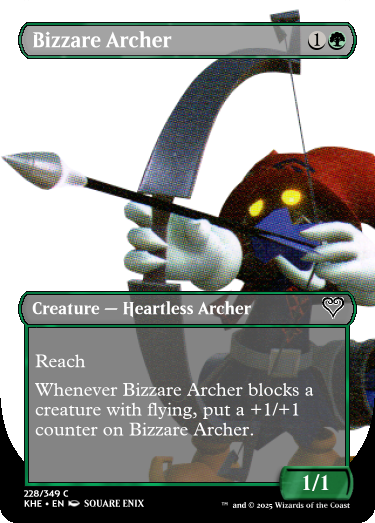 Bizzare Archer 1
Creature — Heartless Archer
Reach
Whenever Bizzare Archer blocks a
creature with flying, put a +1/+1
counter on Bizzare Archer.
1/1
228/349 C
KHE • EN SQUARE ENIX
™ and © 2025 Wizards of the Coast